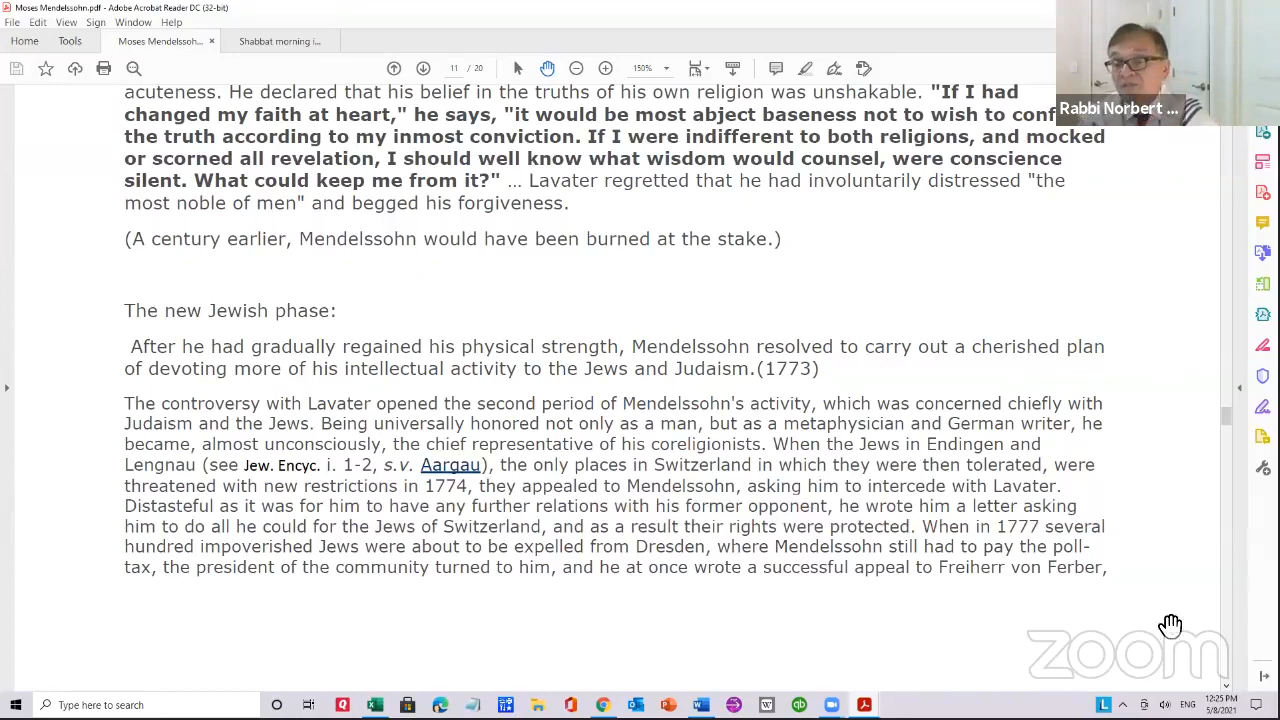 Moses Mendelssohn.pdf - Adobe Acrobat Reader DC (32-bit)
File Edit View Sign Window Help
Home Tools Moses Mendelssoh... × Shabbat morning i...
11 / 20 150%
Rabbi Norbert ...
acuteness. He declared that his belief in the truths of his own religion was unshakable. "If I had
changed my faith at heart," he says, "it would be most abject baseness not to wish to conf
the truth according to my inmost conviction. If I were indifferent to both religions, and mocked
or scorned all revelation, I should well know what wisdom would counsel, were conscience
silent. What could keep me from it?" … Lavater regretted that he had involuntarily distressed "the
most noble of men" and begged his forgiveness.
(A century earlier, Mendelssohn would have been burned at the stake.)
The new Jewish phase:
After he had gradually regained his physical strength, Mendelssohn resolved to carry out a cherished plan
of devoting more of his intellectual activity to the Jews and Judaism.(1773)
The controversy with Lavater opened the second period of Mendelssohn's activity, which was concerned chiefly with
Judaism and the Jews. Being universally honored not only as a man, but as a metaphysician and German writer, he
became, almost unconsciously, the chief representative of his coreligionists. When the Jews in Endingen and
Lengnau (see Jew. Encyc. i. 1-2, s.v. Aargau), the only places in Switzerland in which they were then tolerated, were
threatened with new restrictions in 1774, they appealed to Mendelssohn, asking him to intercede with Lavater.
Distasteful as it was for him to have any further relations with his former opponent, he wrote him a letter asking
him to do all he could for the Jews of Switzerland, and as a result their rights were protected. When in 1777 several
hundred impoverished Jews were about to be expelled from Dresden, where Mendelssohn still had to pay the poll-
tax, the president of the community turned to him, and he at once wrote a successful appeal to Freiherr von Ferber,
zoom
Type here to search
ENG
12:25 PM
5/8/2021